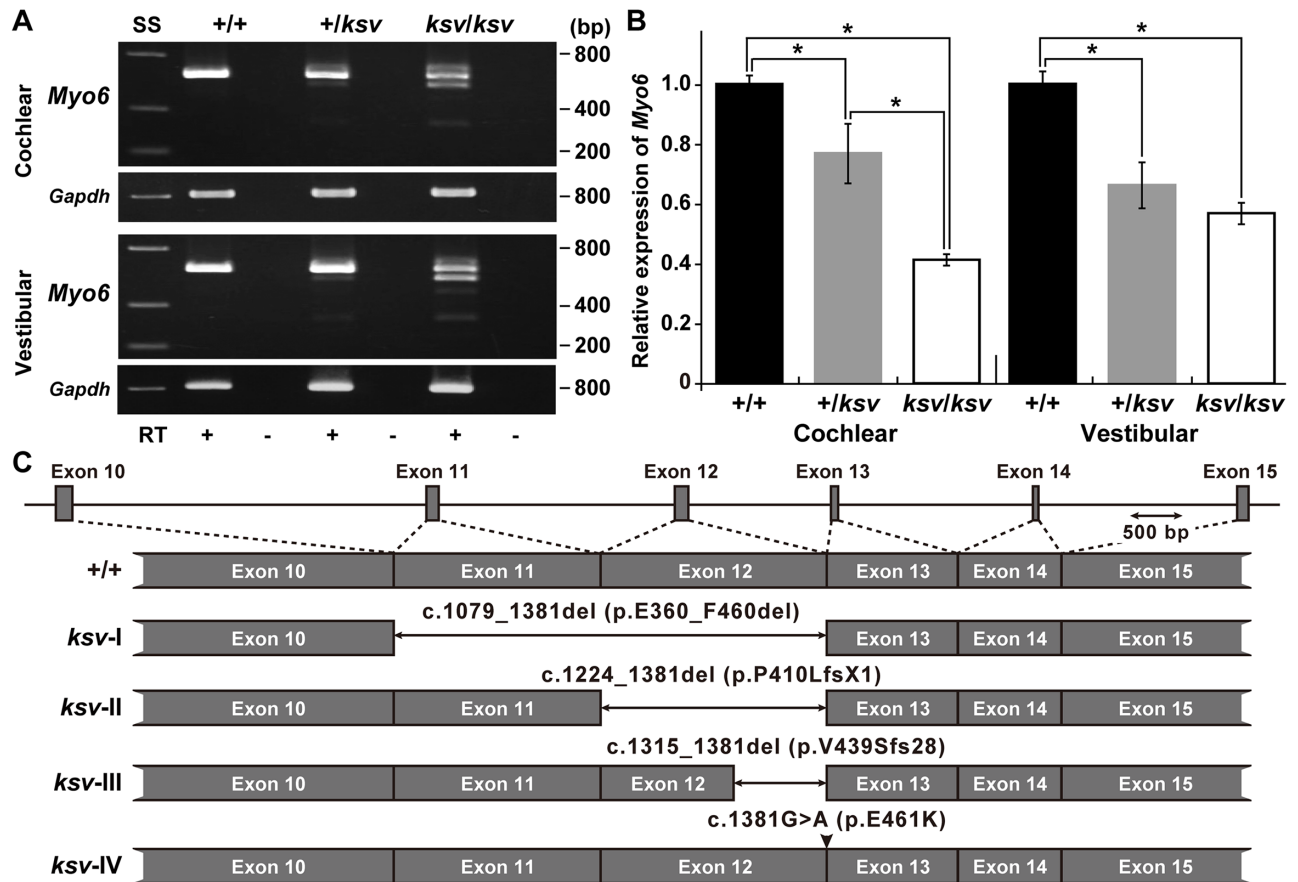 A
SS +/+ +/ksv ksv/ksv (bp)
Cochlear
Myo6
800
400
200
Gapdh
800
Vestibular
Myo6
800
400
200
Gapdh
800
RT + - + - + -
B
Relative expression of Myo6
1.0
0.8
0.6
0.4
0.2
0
* * * * *
+/+ +/ksv ksv/ksv +/+ +/ksv ksv/ksv
Cochlear Vestibular
C
Exon 10 Exon 11 Exon 12 Exon 13 Exon 14 Exon 15
500 bp
+/+ Exon 10 Exon 11 Exon 12 Exon 13 Exon 14 Exon 15
c.1079_1381del (p.E360_F460del)
ksv-I Exon 10 Exon 13 Exon 14 Exon 15
c.1224_1381del (p.P410LfsX1)
ksv-II Exon 10 Exon 11 Exon 13 Exon 14 Exon 15
c.1315_1381del (p.V439Sfs28)
ksv-III Exon 10 Exon 11 Exon 12 Exon 13 Exon 14 Exon 15
c.1381G>A (p.E461K)
ksv-IV Exon 10 Exon 11 Exon 12 Exon 13 Exon 14 Exon 15